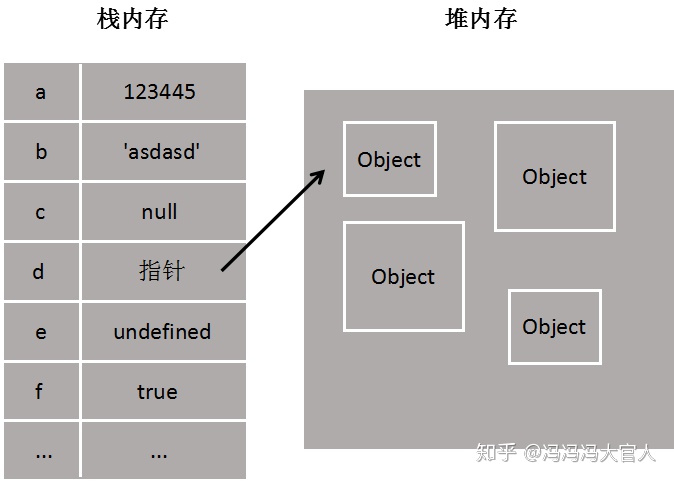 栈内存
堆内存
a 123445
b 'asdasd'
c null
d 指针
e undefined
f true
... ...
Object
Object
Object
Object
知乎 @冯冯冯大官人